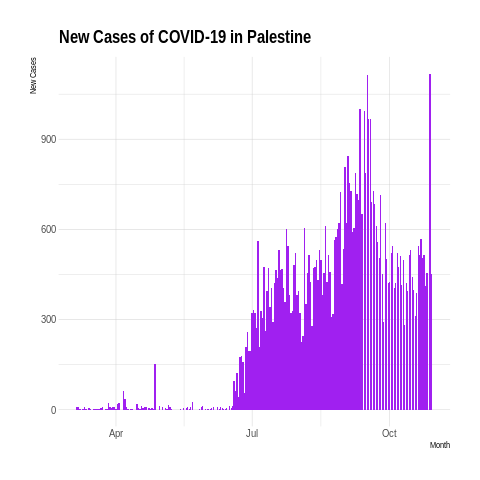 New Cases of COVID-19 in Palestine
New Cases
900
600
300
0
Apr
Jul
Oct
Month